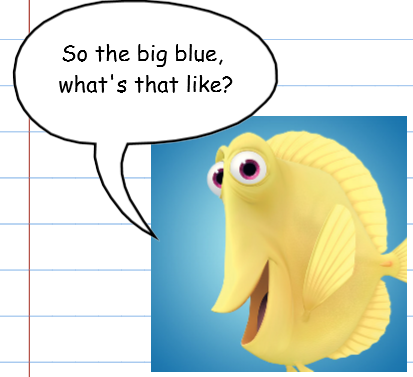 So the big blue,
what's that like?